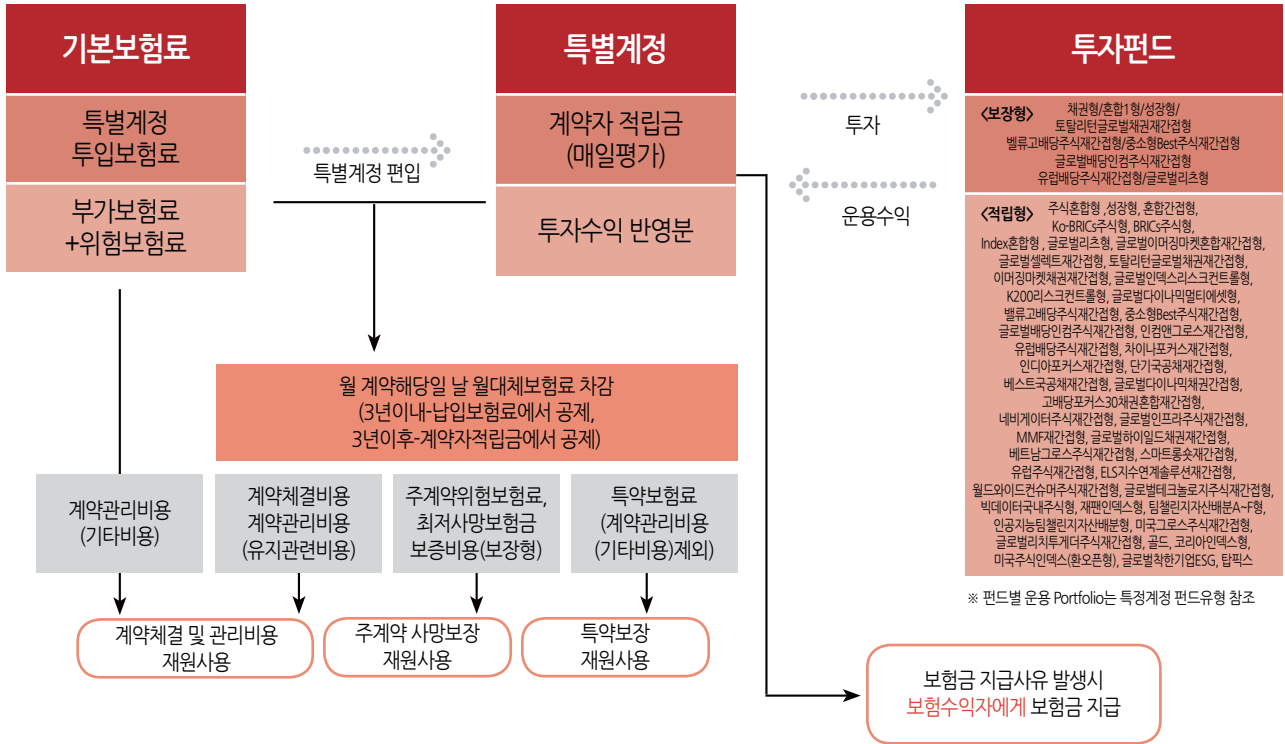 기본보험료
특별계정
투입보험료
부가보험료
+위험보험료
특별계정 편입
특별계정
계약자 적립금
(매일평가)
투자수익 반영분
투자
운용수익
투자펀드
<보장형> 채권형/혼합1형/성장형/
토탈리턴글로벌채권재간접형
벨류고배당주식재간접형/중소형Best주식재간접형
글로벌배당인컴주식재간접형
유럽배당주식재간접형/글로벌리츠형
<적립형> 주식혼합형 ,성장형, 혼합간접형,
Ko-BRICs주식형, BRICs주식형,
Index혼합형 , 글로벌리츠형, 글로벌이머징마켓혼합재간접형,
글로벌셀렉트재간접형, 토탈리턴글로벌채권재간접형,
이머징마켓채권재간접형, 글로벌인덱스리스크컨트롤형,
K200리스크컨트롤형, 글로벌다이나믹멀티에셋형,
밸류고배당주식재간접형, 중소형Best주식재간접형,
글로벌배당인컴주식재간접형, 인컴앤그로스재간접형,
유럽배당주식재간접형, 차이나포커스재간접형,
인디아포커스재간접형, 단기국공채재간접형,
베스트국공채재간접형, 글로벌다이나믹채권간접형,
고배당포커스30채권혼합재간접형,
네비게이터주식재간접형, 글로벌인프라주식재간접형,
MMF재간접형, 글로벌하이일드채권재간접형,
베트남그로스주식재간접형, 스마트롱숏재간접형,
유럽주식재간접형, ELS지수연계솔루션재간접형,
월드와이드컨슈머주식재간접형, 글로벌테크놀로지주식재간접형,
빅데이터국내주식형, 재팬인덱스형, 팀챌린지자산배분A~F형,
인공지능팀챌린지자산배분형, 미국그로스주식재간접형,
글로벌리치투게더주식재간접형, 골드, 코리아인덱스형,
미국주식인덱스(환오픈형), 글로벌착한기업ESG, 탑픽스
※ 펀드별 운용 Portfolio는 특정계정 펀드유형 참조
월 계약해당일 날 월대체보험료 차감
(3년이내-납입보험료에서 공제,
3년이후-계약자적립금에서 공제)
계약관리비용
(기타비용)
계약체결비용
계약관리비용
(유지관련비용)
주계약위험보험료,
최저사망보험금
보증비용(보장형)
특약보험료
(계약관리비용
(기타비용)제외)
계약체결 및 관리비용
재원사용
주계약 사망보장
재원사용
특약보장
재원사용
보험금 지급사유 발생시
보험수익자에게 보험금 지급